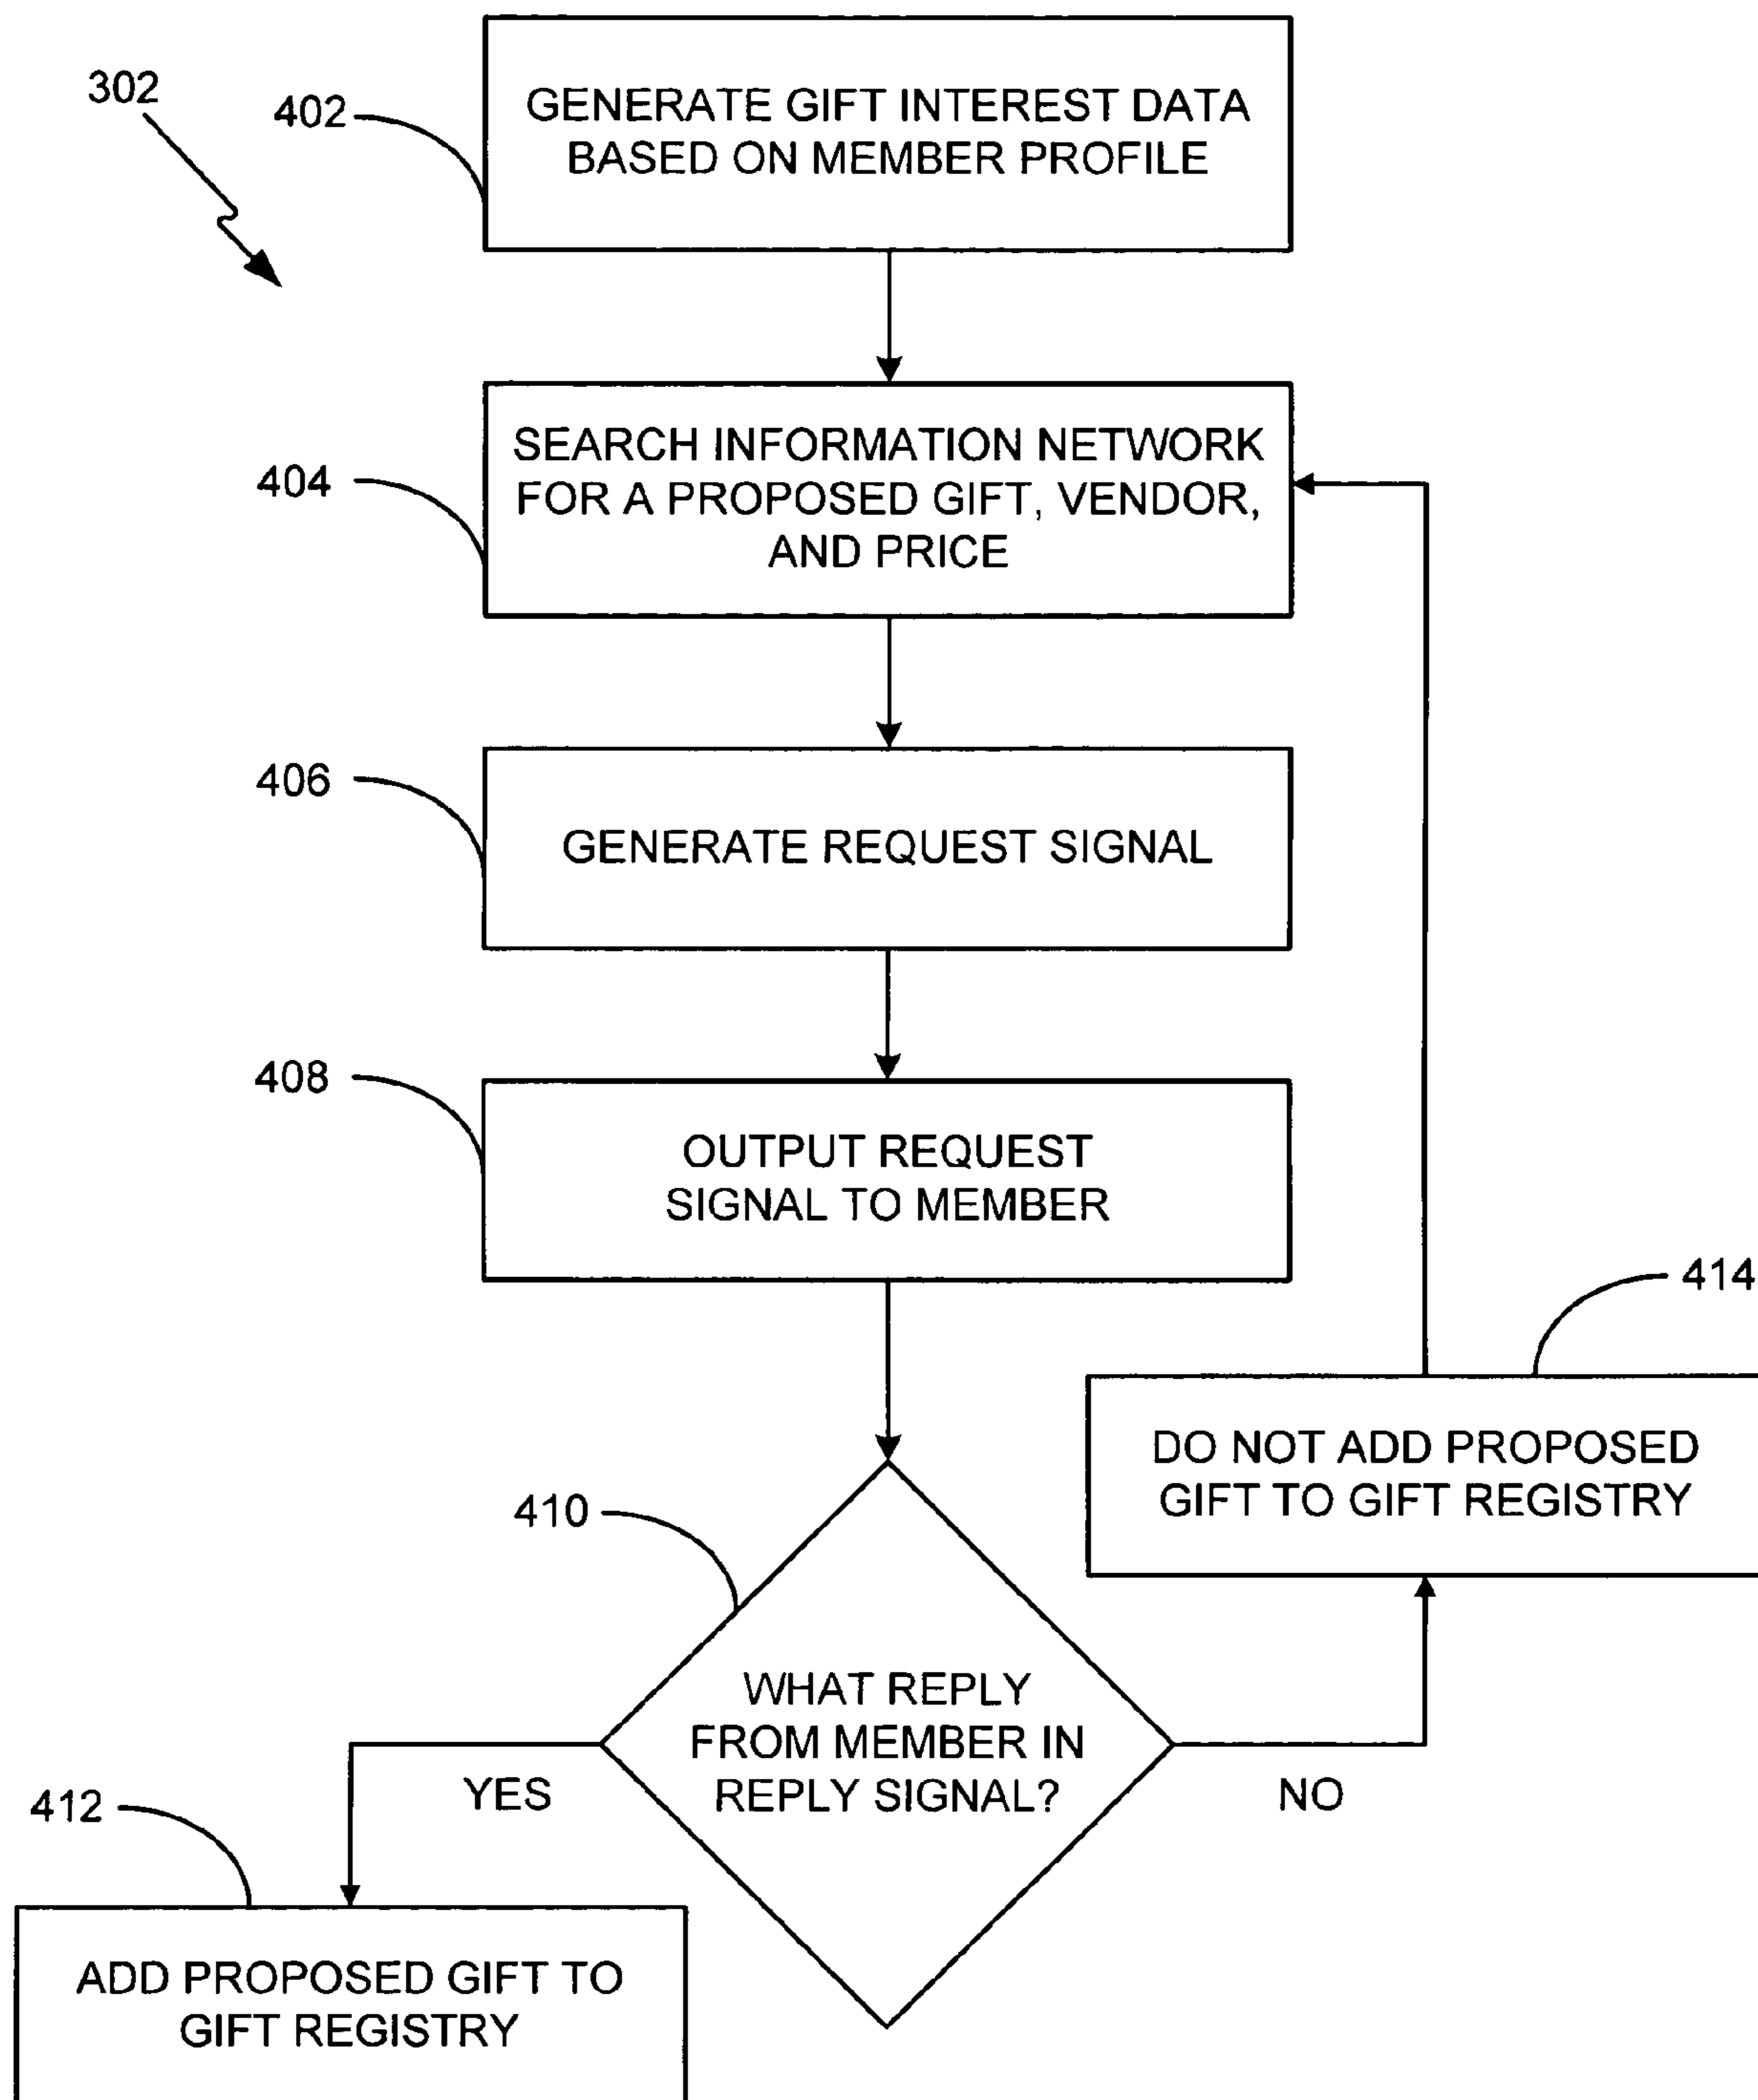 302
402
GENERATE GIFT INTEREST DATA
BASED ON MEMBER PROFILE
404
SEARCH INFORMATION NETWORK
FOR A PROPOSED GIFT, VENDOR,
AND PRICE
406
GENERATE REQUEST SIGNAL
408
OUTPUT REQUEST
SIGNAL TO MEMBER
414
DO NOT ADD PROPOSED
GIFT TO GIFT REGISTRY
410
WHAT REPLY
FROM MEMBER IN
REPLY SIGNAL?
YES
NO
412
ADD PROPOSED GIFT TO
GIFT REGISTRY